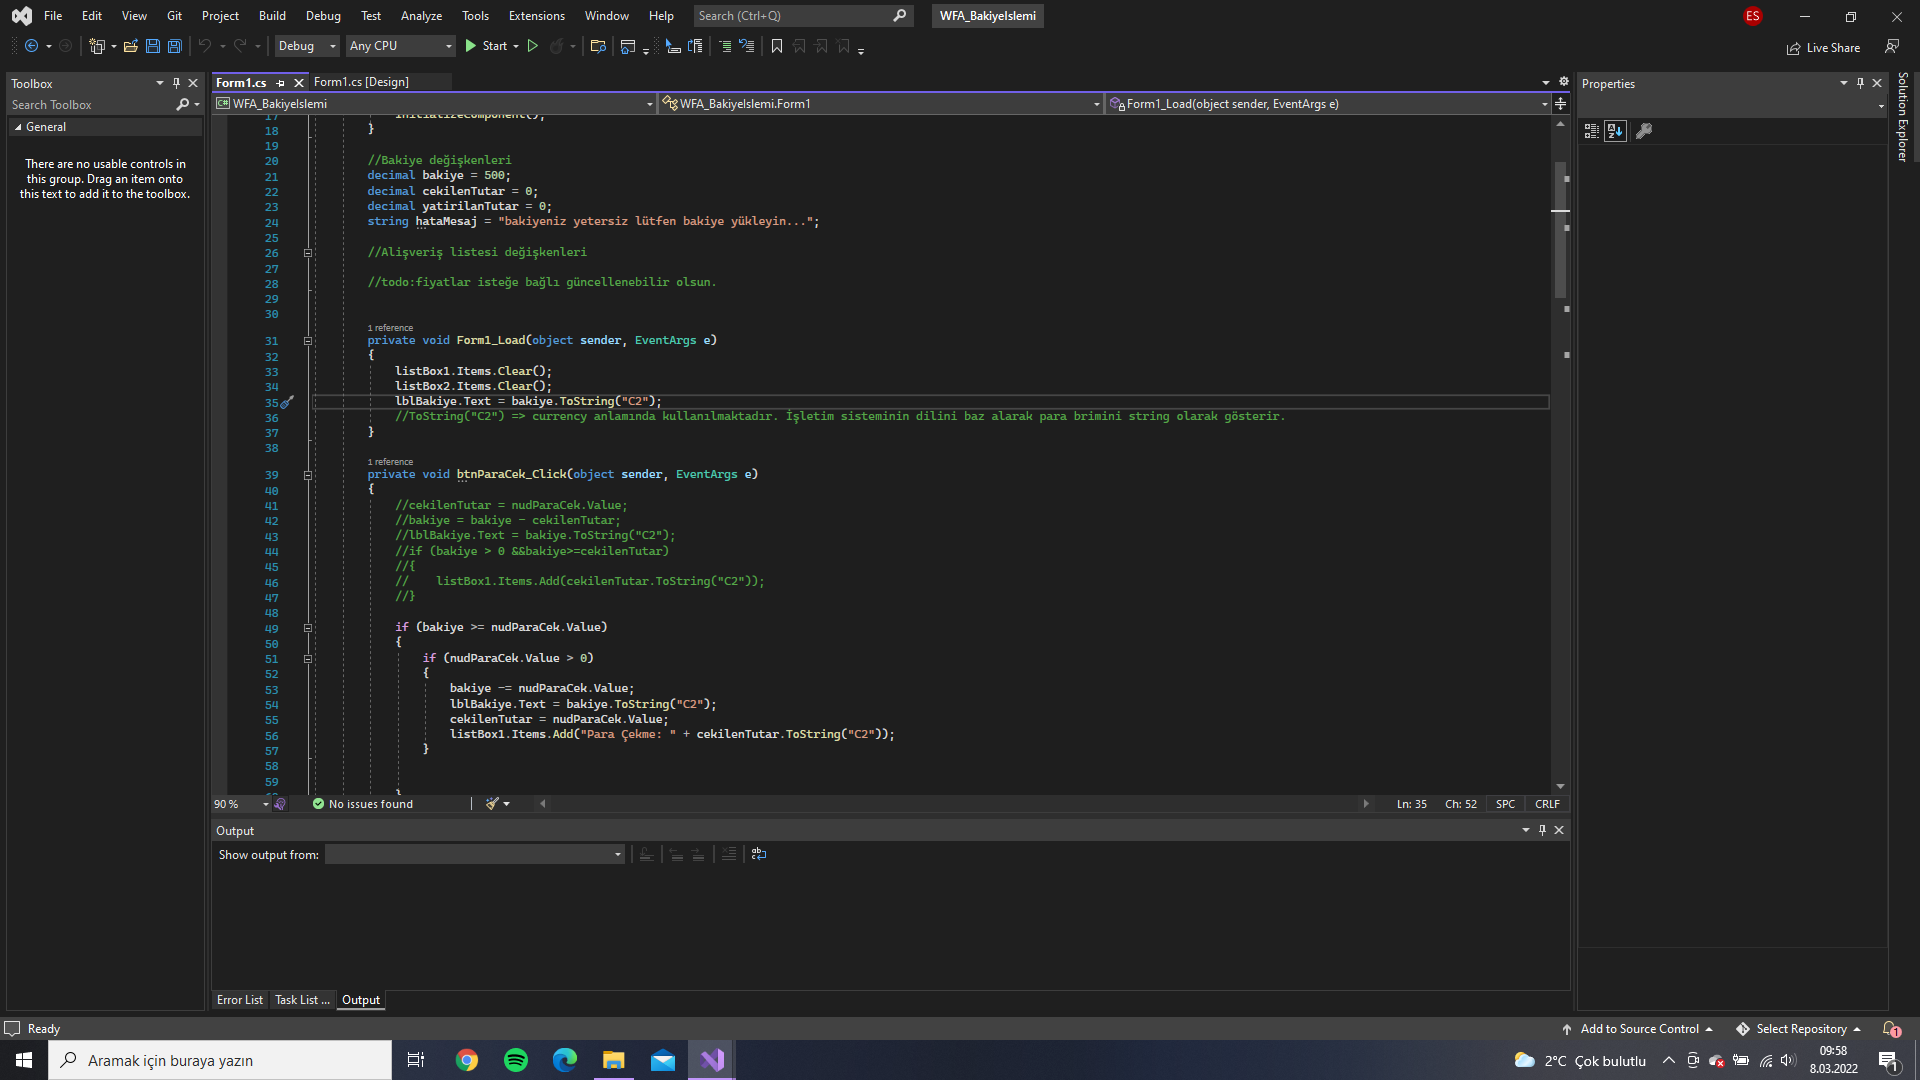 File Edit View Git Project Build Debug Test Analyze Tools Extensions Window Help Search (Ctrl+Q) WFA_BakiyeIslemi ES
Debug Any CPU Start Live Share
Toolbox
Search Toolbox
General
There are no usable controls in
this group. Drag an item onto
this text to add it to the toolbox.
Form1.cs Form1.cs [Design]
WFA_BakiyeIslemi WFA_BakiyeIslemi.Form1 Form1_Load(object sender, EventArgs e)
17 InitializeComponent();
18 }
19
20 //Bakiye değişkenleri
21 decimal bakiye = 500;
22 decimal cekilenTutar = 0;
23 decimal yatirilanTutar = 0;
24 string hataMesaj = "bakiyeniz yetersiz lütfen bakiye yükleyin...";
25
26 //Alişveriş listesi değişkenleri
27
28 //todo:fiyatlar isteğe bağlı güncellenebilir olsun.
29
30
1 reference
31 private void Form1_Load(object sender, EventArgs e)
32 {
33 listBox1.Items.Clear();
34 listBox2.Items.Clear();
35 lblBakiye.Text = bakiye.ToString("C2");
36 //ToString("C2") => currency anlamında kullanılmaktadır. İşletim sisteminin dilini baz alarak para brimini string olarak gösterir.
37 }
38
1 reference
39 private void btnParaCek_Click(object sender, EventArgs e)
40 {
41 //cekilenTutar = nudParaCek.Value;
42 //bakiye = bakiye - cekilenTutar;
43 //lblBakiye.Text = bakiye.ToString("C2");
44 //if (bakiye > 0 &&bakiye>=cekilenTutar)
45 //{
46 // listBox1.Items.Add(cekilenTutar.ToString("C2"));
47 //}
48
49 if (bakiye >= nudParaCek.Value)
50 {
51 if (nudParaCek.Value > 0)
52 {
53 bakiye -= nudParaCek.Value;
54 lblBakiye.Text = bakiye.ToString("C2");
55 cekilenTutar = nudParaCek.Value;
56 listBox1.Items.Add("Para Çekme: " + cekilenTutar.ToString("C2"));
57 }
58
59
60 }
90 % No issues found Ln: 35 Ch: 52 SPC CRLF
Output
Show output from:
Error List Task List ... Output
Properties
Solution Explorer
Ready Add to Source Control Select Repository 1
Aramak için buraya yazın 2°C Çok bulutlu 09:58
8.03.2022 1